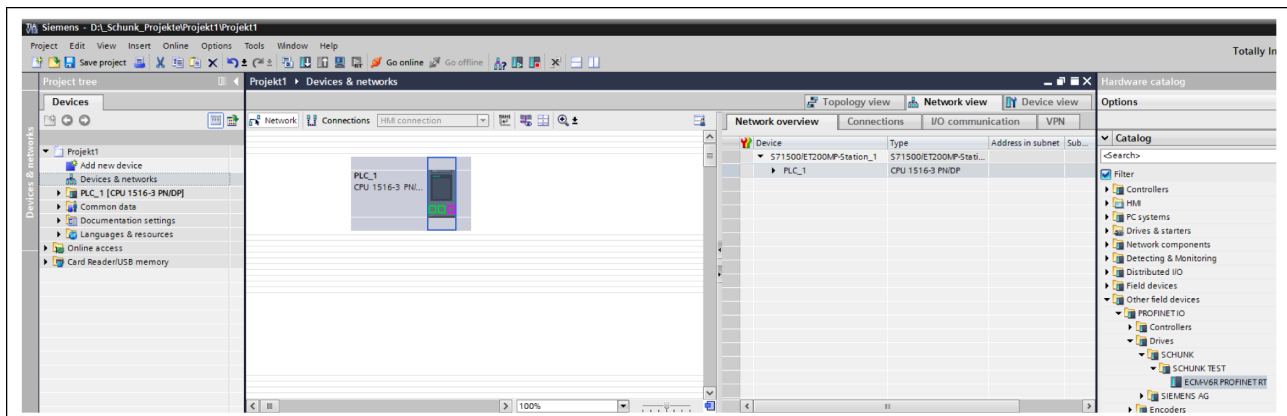 Siemens - D:\_Schunk_Projekte\Projekt1\Projekt1
Project Edit View Insert Online Options Tools Window Help
Totally In
Save project Go online Go offline
Project tree
Projekt1 Devices & networks
Hardware catalog
Devices
Topology view Network view Device view
Options
Network Connections HMI connection
Network overview Connections I/O communication VPN
Devices & networks
Projekt1
Add new device
Devices & networks
PLC_1 [CPU 1516-3 PN/DP]
Common data
Documentation settings
Languages & resources
Online access
Card Reader/USB memory
PLC_1
CPU 1516-3 PN/...
100%
Device Type Address in subnet Sub...
S71500/ET200MP-Station_1 S71500/ET200MP-Stati...
PLC_1 CPU 1516-3 PN/DP
Catalog
<Search>
Filter
Controllers
HMI
PC systems
Drives & starters
Network components
Detecting & Monitoring
Distributed I/O
Field devices
Other field devices
PROFINET IO
Controllers
Drives
SCHUNK
SCHUNK TEST
ECM-V6R PROFINET RT
SIEMENS AG
Encoders